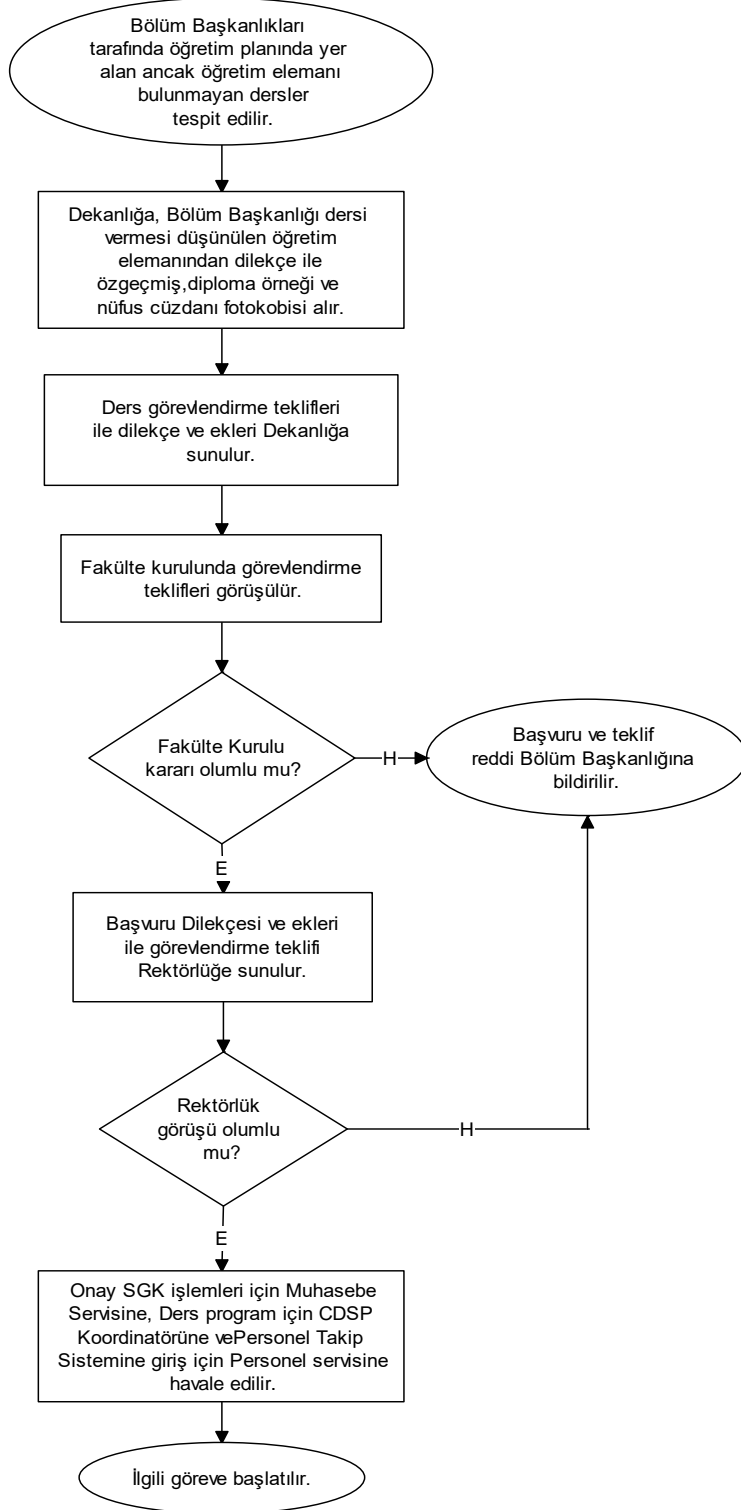 Bölüm Başkanlıkları
tarafında öğretim planında yer
alan ancak öğretim elemanı
bulunmayan dersler
tespit edilir.
Dekanlığa, Bölüm Başkanlığı dersi
vermesi düşünülen öğretim
elemanından dilekçe ile
özgeçmiş,diploma örneği ve
nüfus cüzdanı fotokobisi alır.
Ders görevlendirme teklifleri
ile dilekçe ve ekleri Dekanlığa
sunulur.
Fakülte kurulunda görevlendirme
teklifleri görüşülür.
Fakülte Kurulu
kararı olumlu mu?
H
Başvuru ve teklif
reddi Bölüm Başkanlığına
bildirilir.
E
Başvuru Dilekçesi ve ekleri
ile görevlendirme teklifi
Rektörlüğe sunulur.
Rektörlük
görüşü olumlu
mu?
H
E
Onay SGK işlemleri için Muhasebe
Servisine, Ders program için CDSP
Koordinatörüne vePersonel Takip
Sistemine giriş için Personel servisine
havale edilir.
İlgili göreve başlatılır.